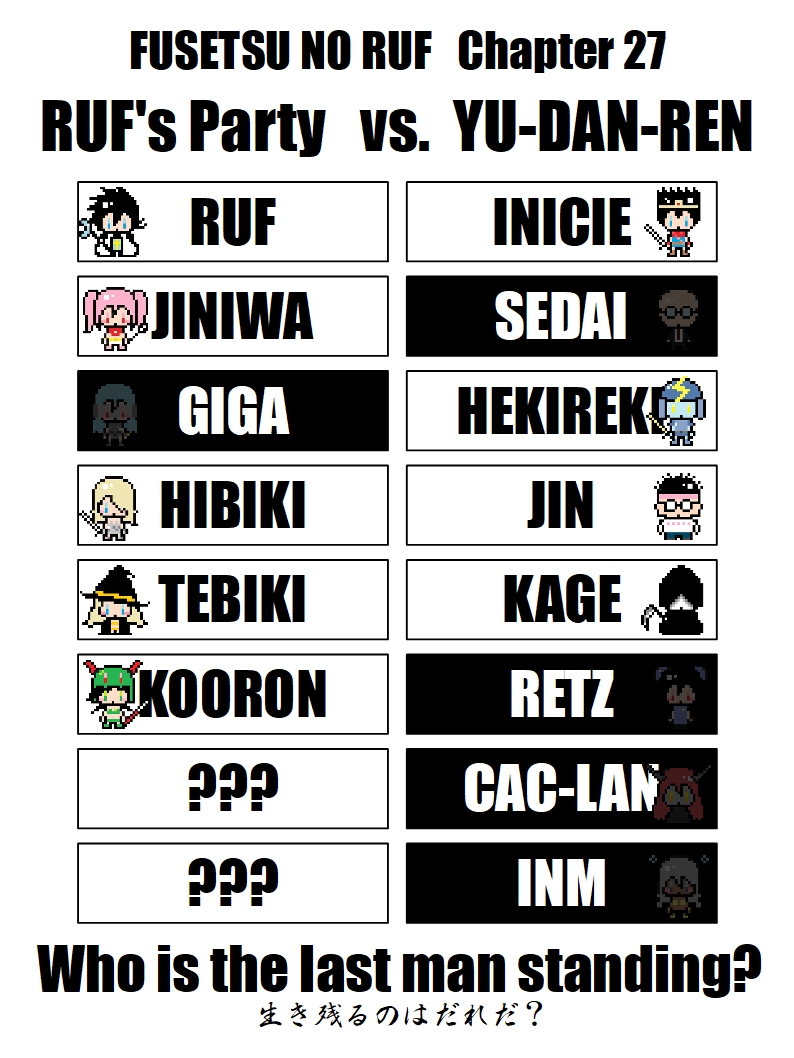 FUSETSU NO RUF Chapter 27
RUF's Party vs. YU-DAN-REN
RUF INICIE
JINIWA SEDAI
GIGA HEKIREKI
HIBIKI JIN
TEBIKI KAGE
KOORON RETZ
??? CAC-LAN
??? INM
Who is the last man standing?
生き残るのはだれだ？